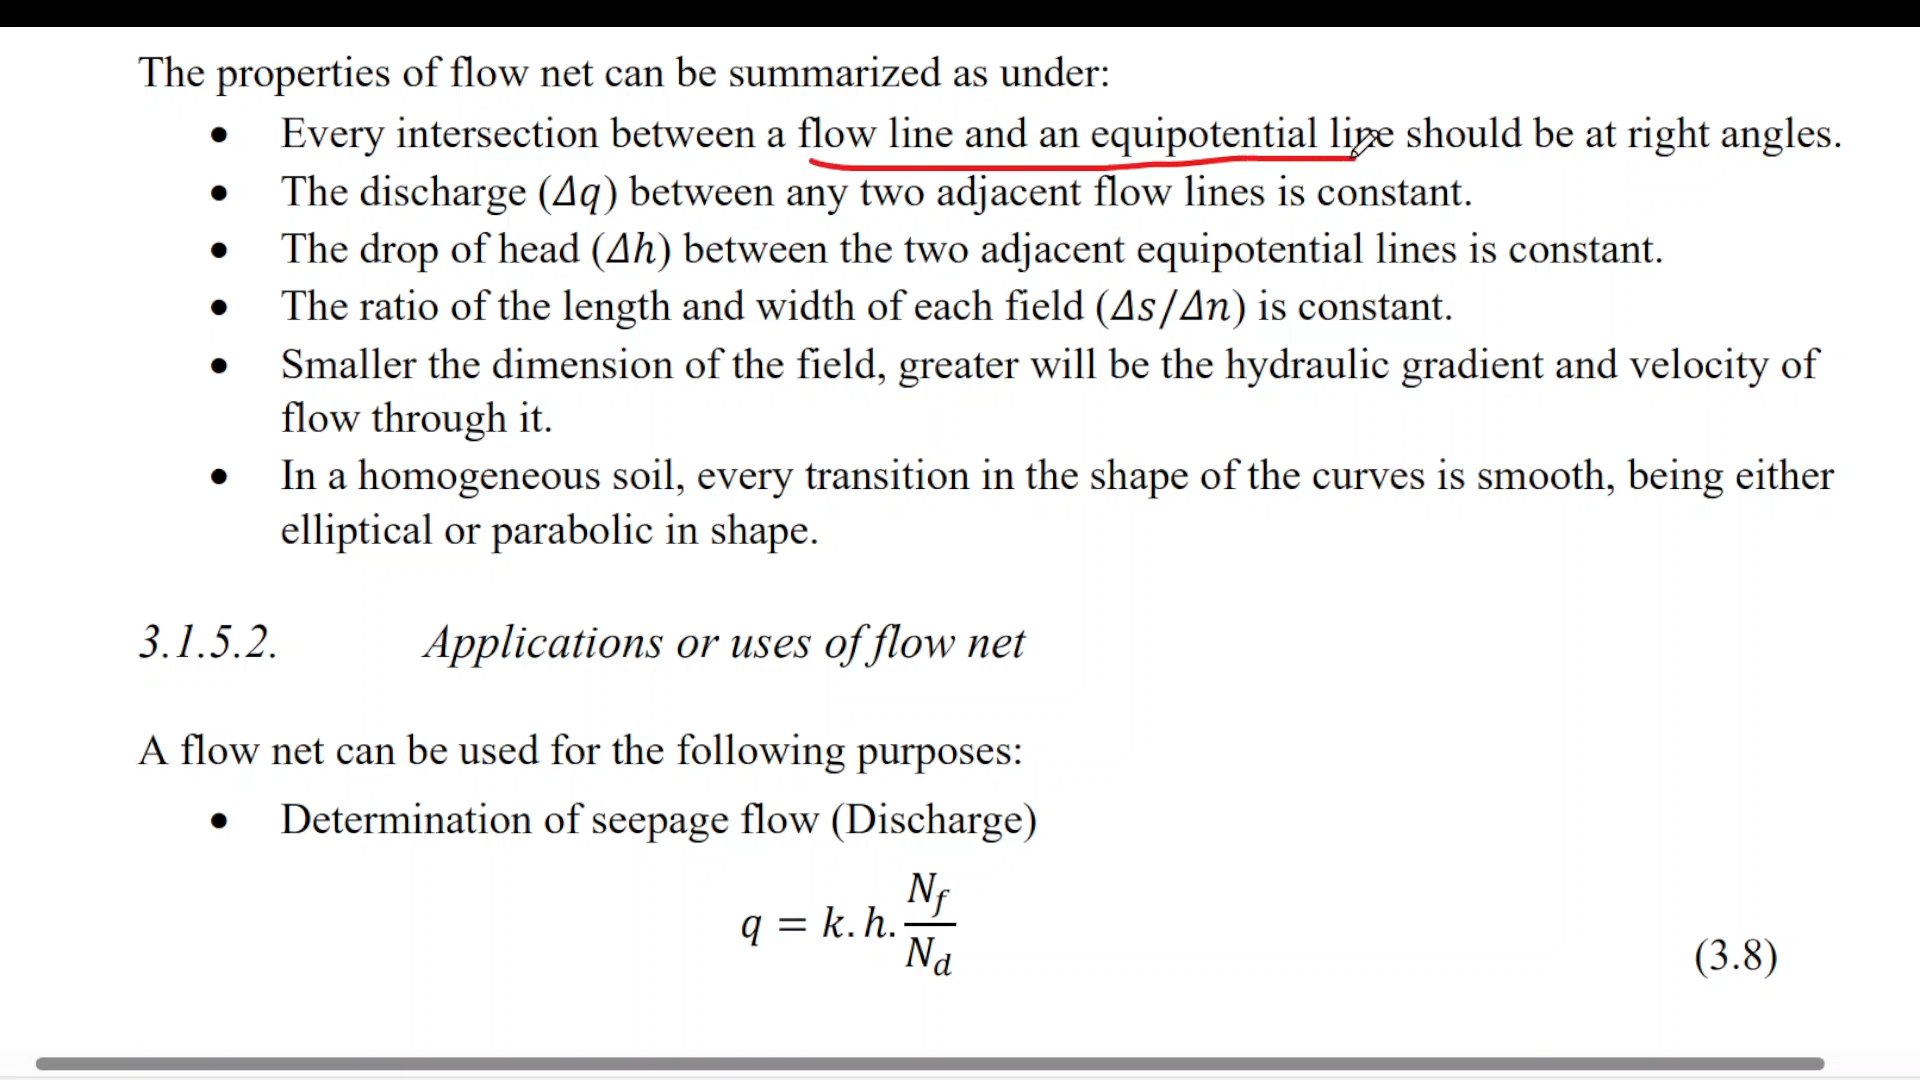 The properties of flow net can be summarized as under:
• Every intersection between a flow line and an equipotential line should be at right angles.
• The discharge (Δq) between any two adjacent flow lines is constant.
• The drop of head (Δh) between the two adjacent equipotential lines is constant.
• The ratio of the length and width of each field (Δs/Δn) is constant.
• Smaller the dimension of the field, greater will be the hydraulic gradient and velocity of
flow through it.
• In a homogeneous soil, every transition in the shape of the curves is smooth, being either
elliptical or parabolic in shape.
3.1.5.2. Applications or uses of flow net
A flow net can be used for the following purposes:
• Determination of seepage flow (Discharge)
q = k.h. N_f / N_d
(3.8)